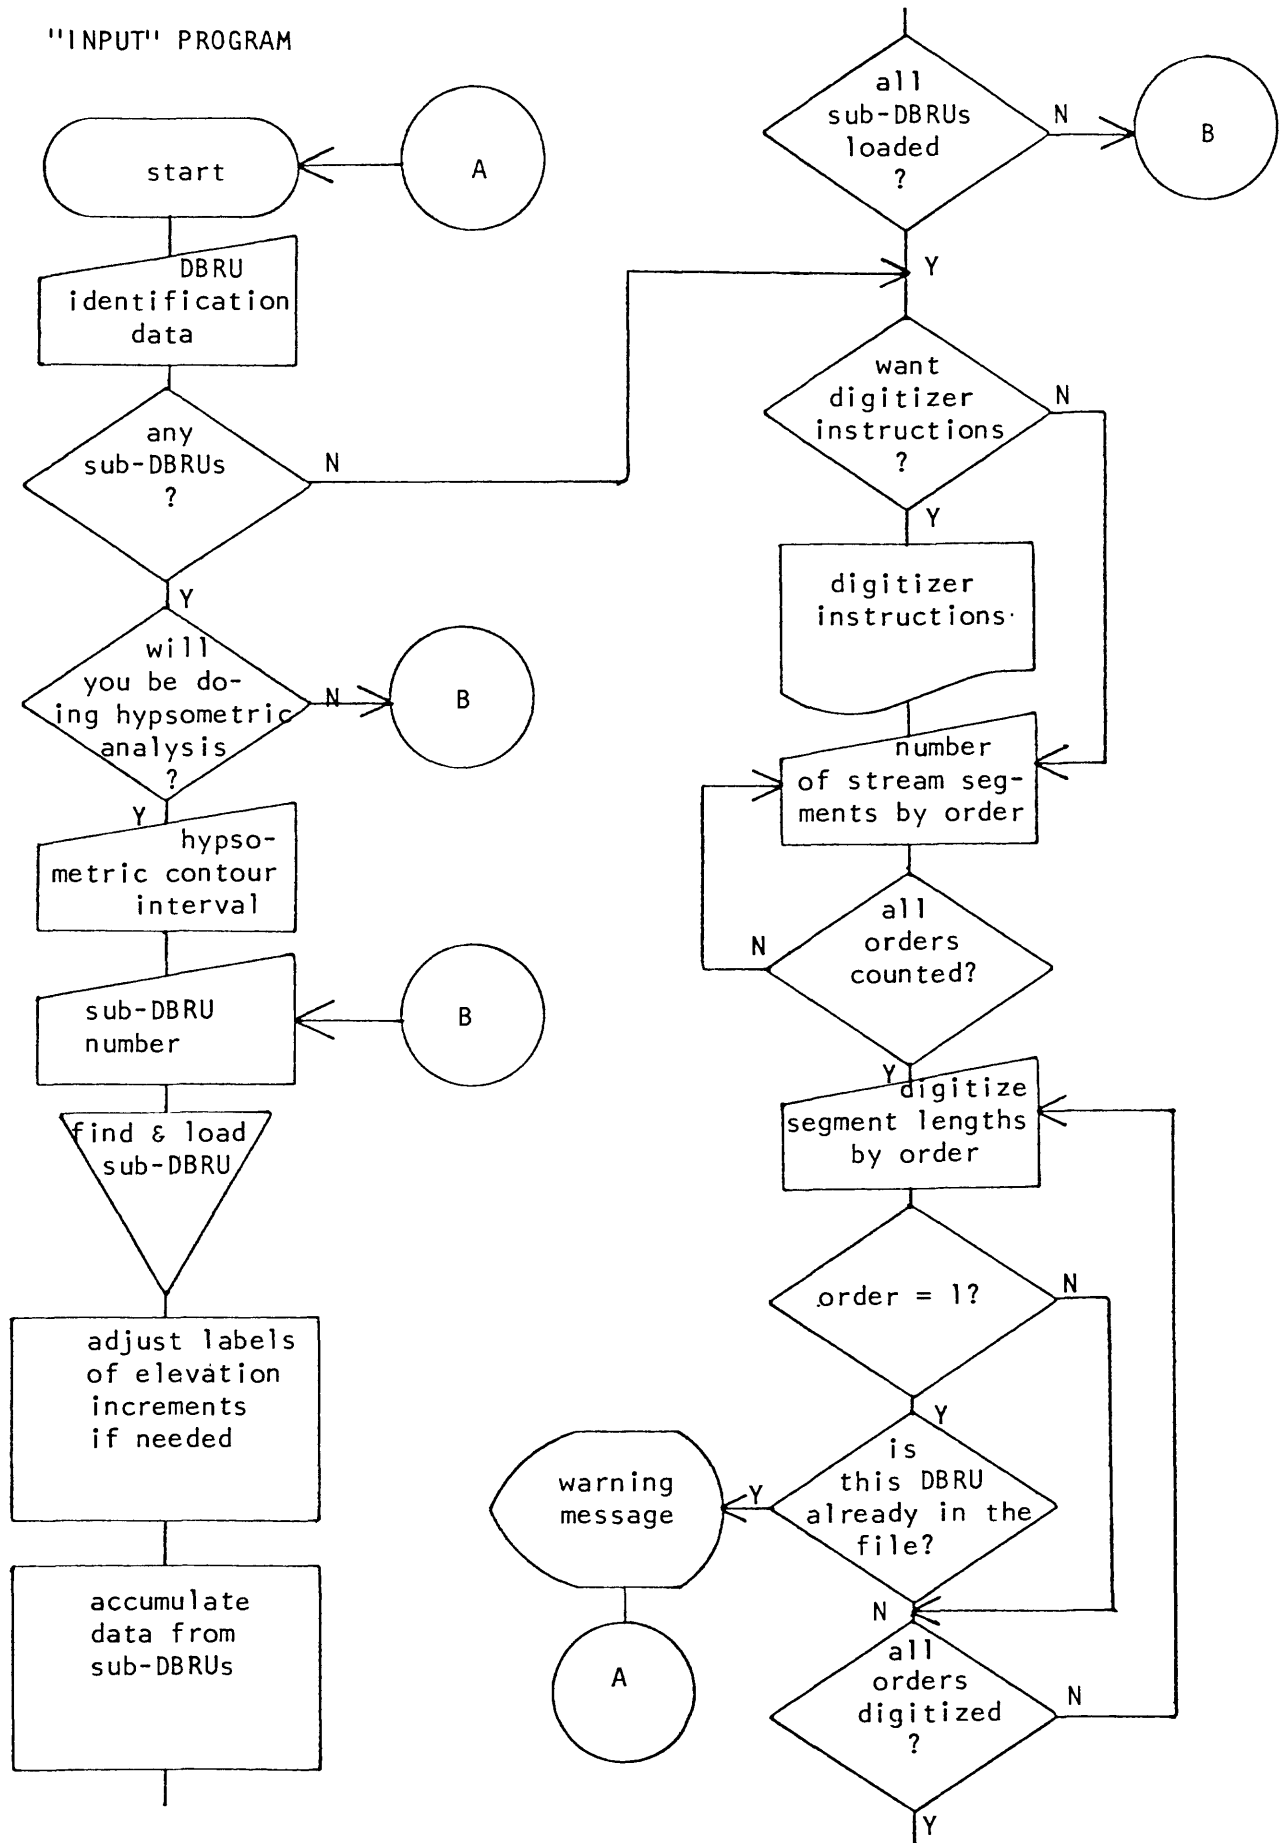 "INPUT" PROGRAM
start
A
DBRU
identification
data
any
sub-DBRUs
?
N
Y
will
you be do-
ing hypsometric
analysis
?
N
B
Y
hypso-
metric contour
interval
sub-DBRU
number
B
find & load
sub-DBRU
adjust labels
of elevation
increments
if needed
accumulate
data from
sub-DBRUs
all
sub-DBRUs
loaded
?
N
B
Y
want
digitizer
instructions
?
N
Y
digitizer
instructions
number
of stream seg-
ments by order
all
orders
counted?
N
Y
digitize
segment lengths
by order
order = 1?
N
Y
is
this DBRU
already in the
file?
Y
warning
message
A
N
all
orders
digitized
?
N
Y